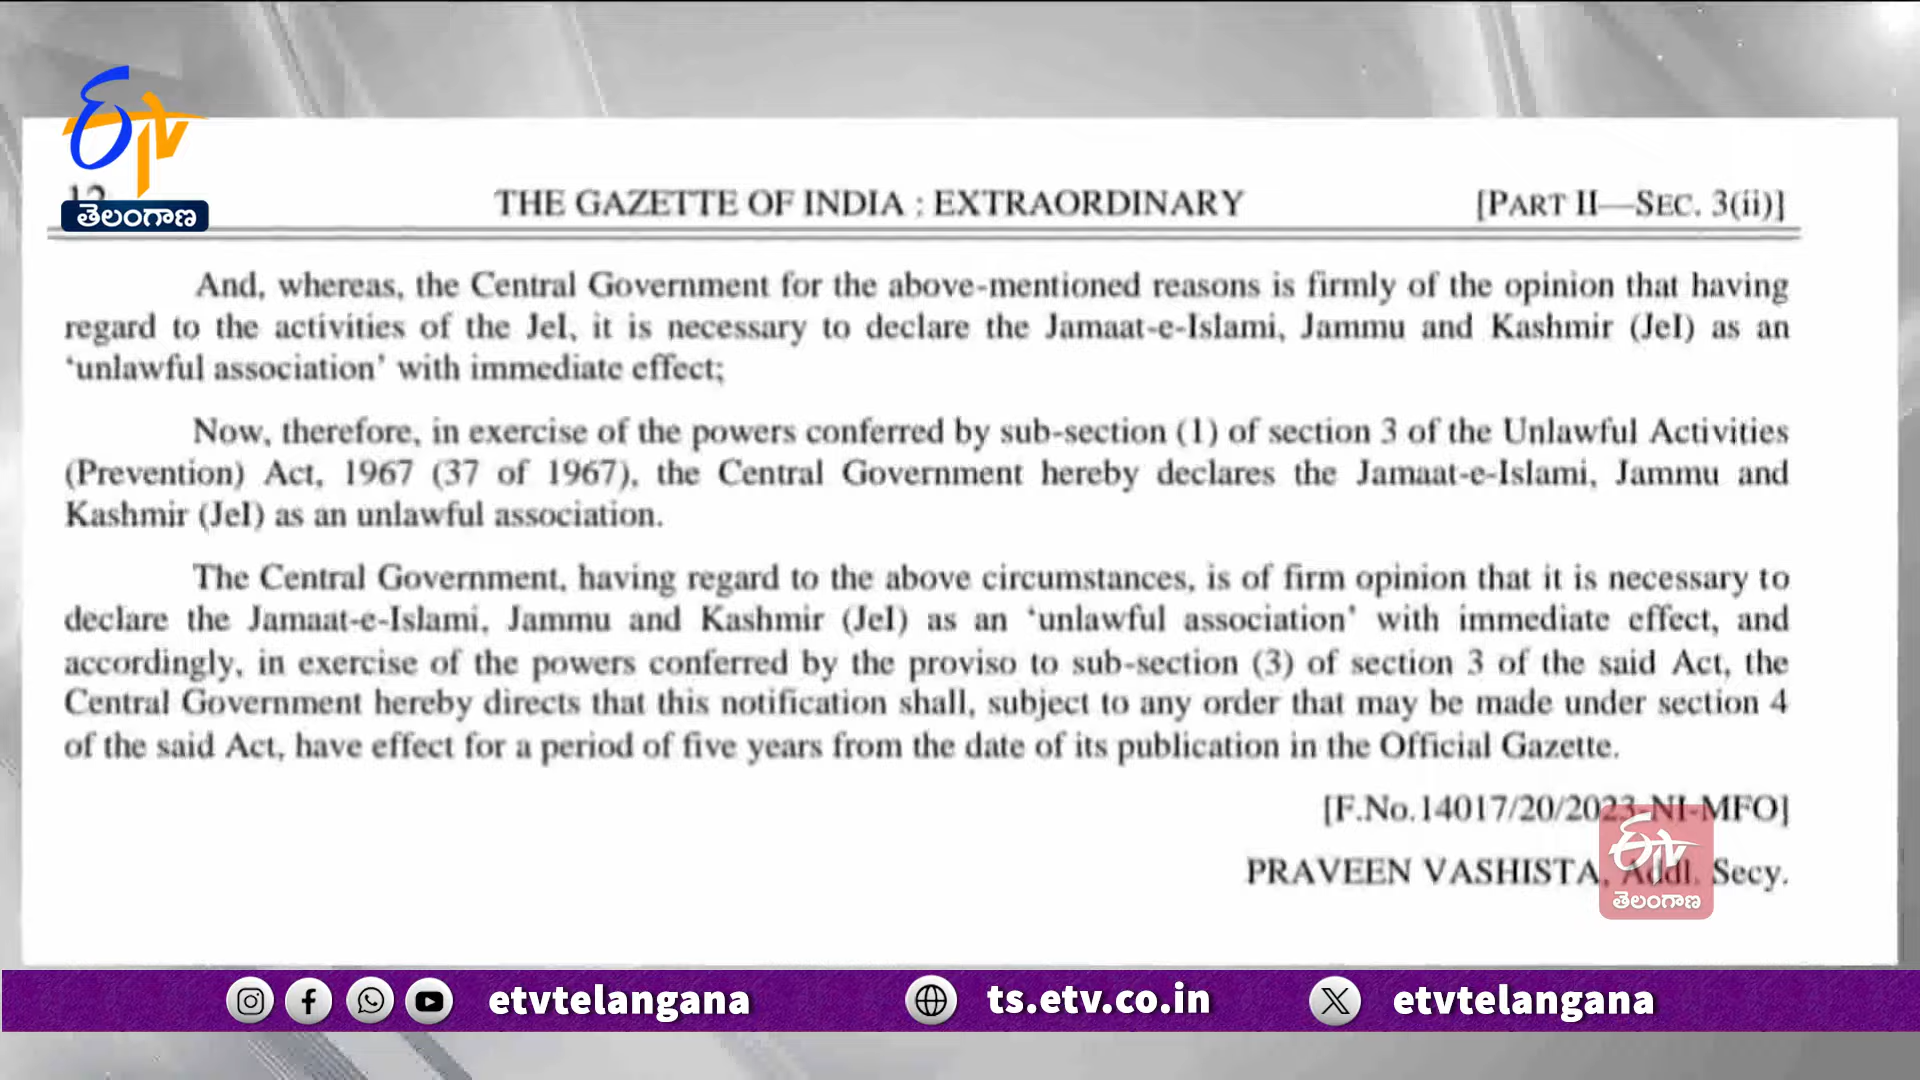 ETV
తెలంగాణ
12
THE GAZETTE OF INDIA : EXTRAORDINARY [PART II—SEC. 3(ii)]
And, whereas, the Central Government for the above-mentioned reasons is firmly of the opinion that having
regard to the activities of the JeI, it is necessary to declare the Jamaat-e-Islami, Jammu and Kashmir (JeI) as an
‘unlawful association’ with immediate effect;
Now, therefore, in exercise of the powers conferred by sub-section (1) of section 3 of the Unlawful Activities
(Prevention) Act, 1967 (37 of 1967), the Central Government hereby declares the Jamaat-e-Islami, Jammu and
Kashmir (JeI) as an unlawful association.
The Central Government, having regard to the above circumstances, is of firm opinion that it is necessary to
declare the Jamaat-e-Islami, Jammu and Kashmir (JeI) as an ‘unlawful association’ with immediate effect, and
accordingly, in exercise of the powers conferred by the proviso to sub-section (3) of section 3 of the said Act, the
Central Government hereby directs that this notification shall, subject to any order that may be made under section 4
of the said Act, have effect for a period of five years from the date of its publication in the Official Gazette.
[F.No.14017/20/2023-NI-MFO]
PRAVEEN VASHISTA, Addl. Secy.
ETV
తెలంగాణ
etvtelangana ts.etv.co.in etvtelangana